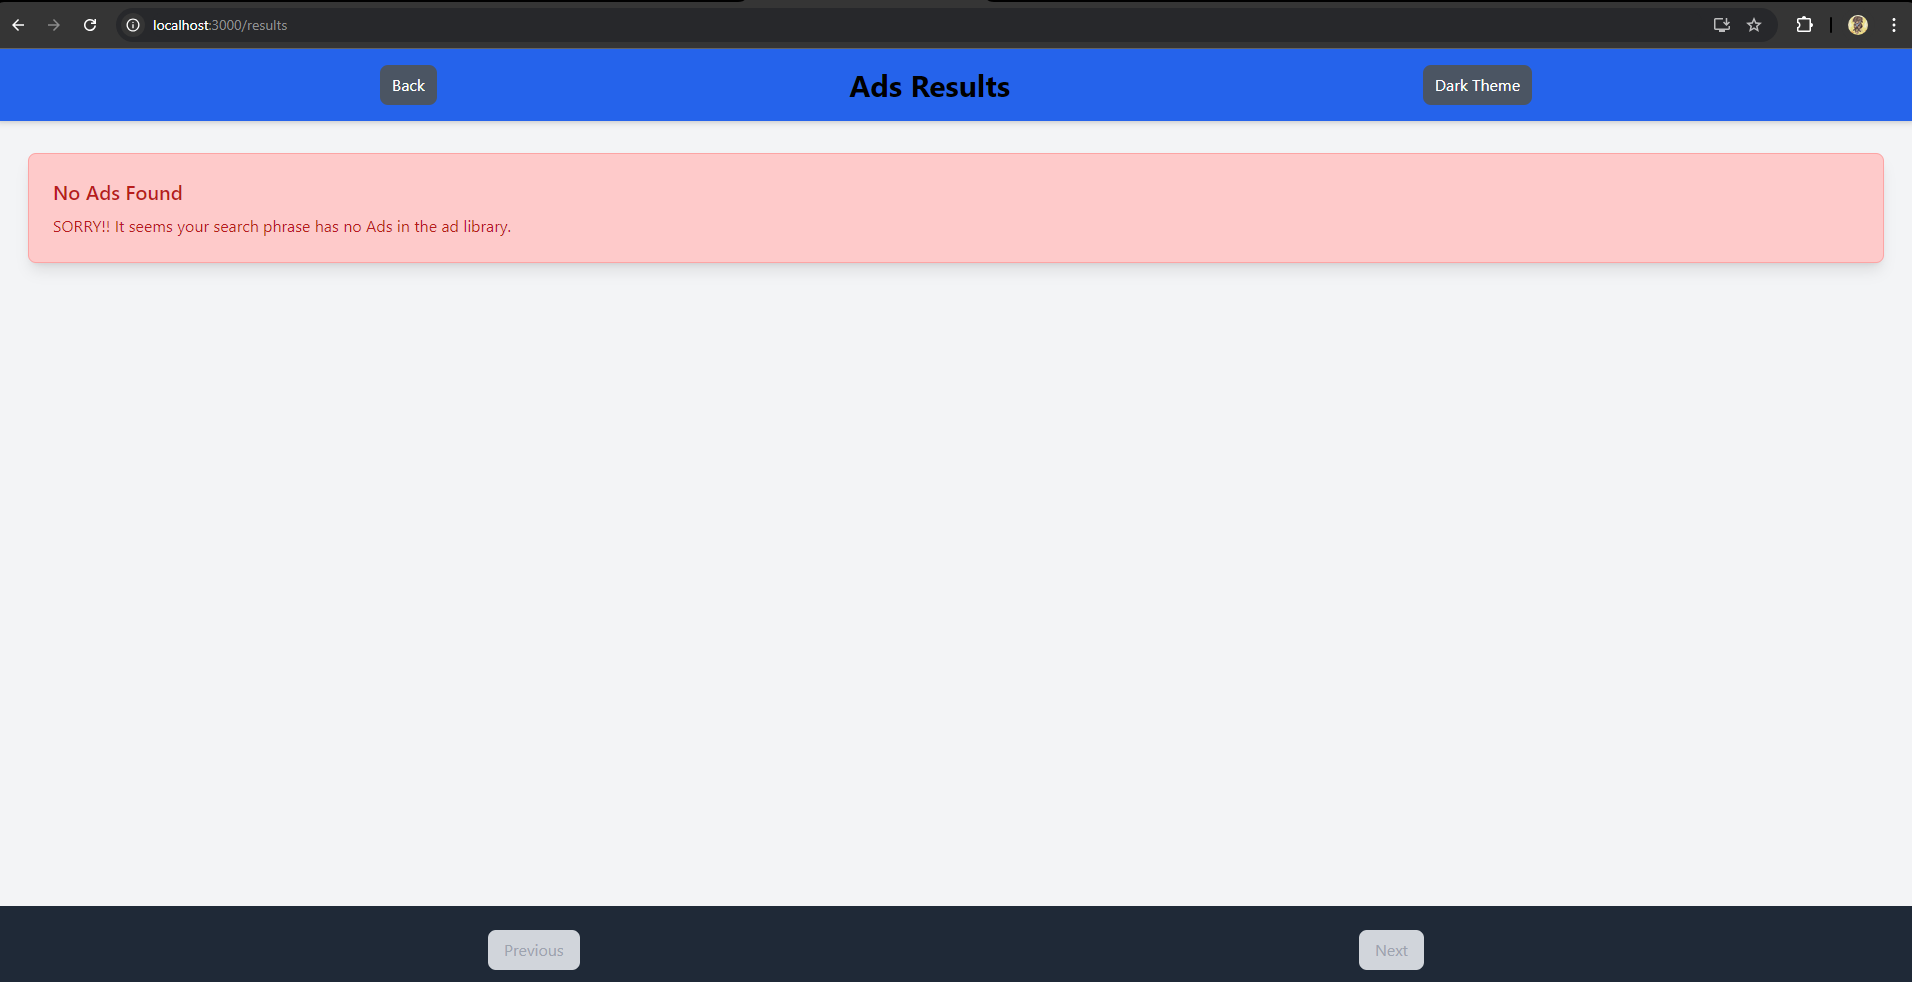 localhost:3000/results
Back
Ads Results
Dark Theme
No Ads Found
SORRY!! It seems your search phrase has no Ads in the ad library.
Previous
Next